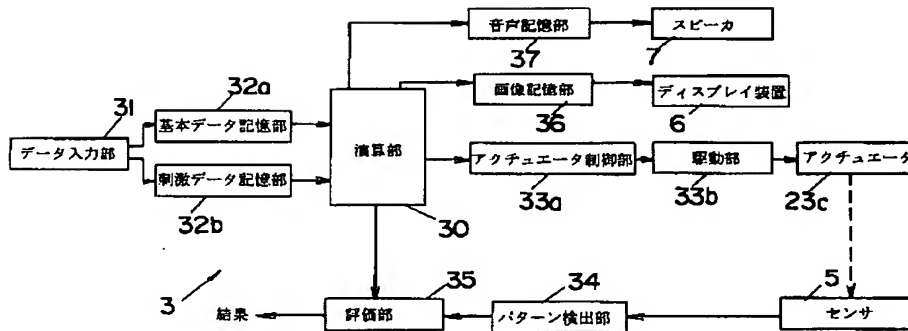 音声記憶部
37
スピーカ
7
画像記憶部
36
ディスプレイ装置
6
31
データ入力部
32a
基本データ記憶部
刺激データ記憶部
32b
演算部
30
アクチュエータ制御部
33a
駆動部
33b
アクチュエータ
23c
3
結果
35
評価部
34
パターン検出部
5
センサ